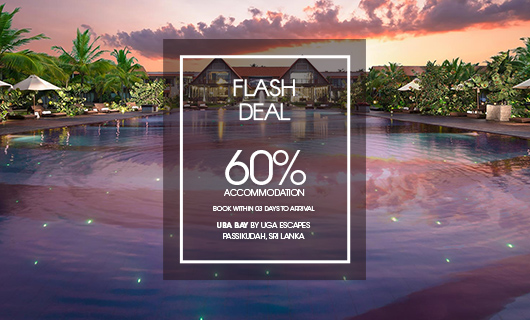 FLASH
DEAL
60%
ACCOMMODATION
BOOK WITHIN 03 DAYS TO ARRIVAL
UBA BAY BY UGA ESCAPES
PASSIKUDAH, SRI LANKA